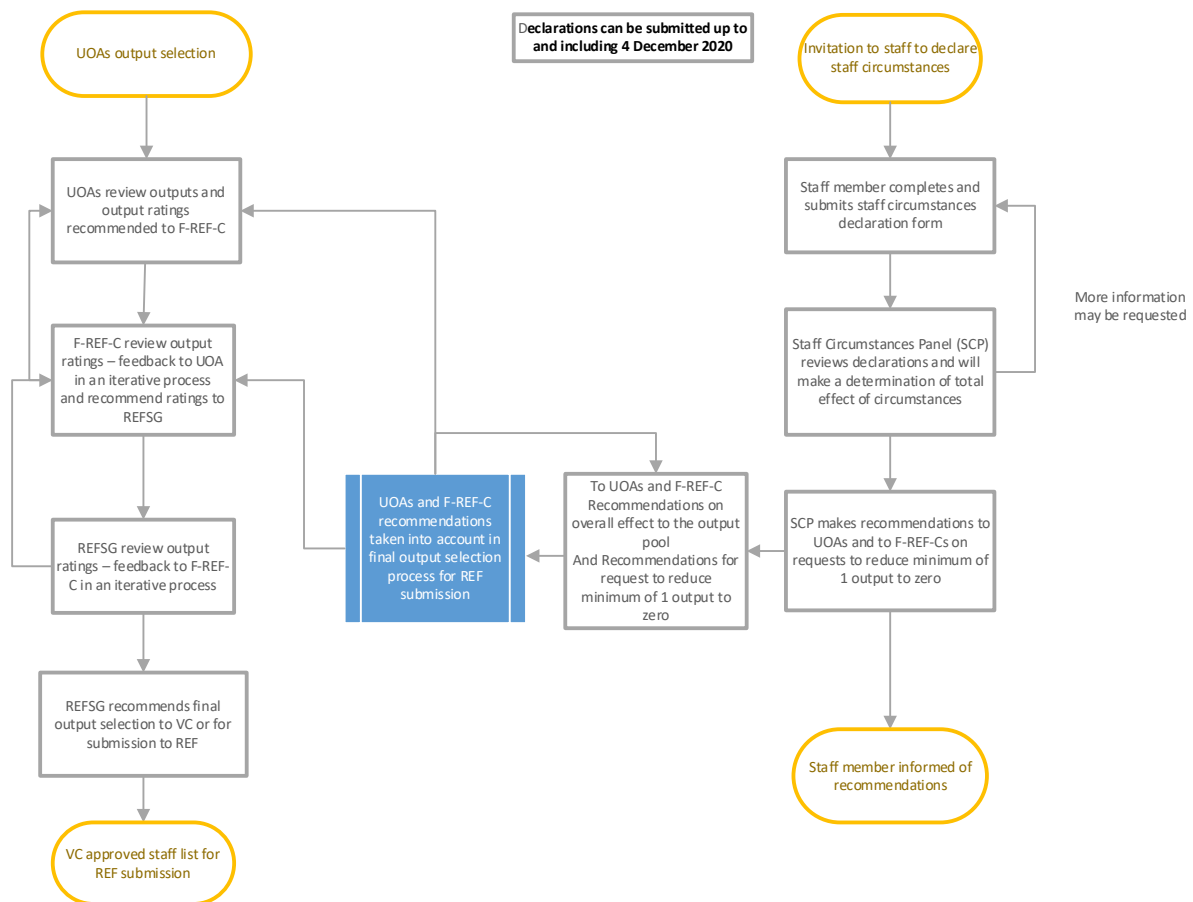 UOAs output selection
Declarations can be submitted up to
and including 4 December 2020
Invitation to staff to declare
staff circumstances
UOAs review outputs and
output ratings
recommended to F-REF-C
Staff member completes and
submits staff circumstances
declaration form
More information
may be requested
F-REF-C review output
ratings – feedback to UOA
in an iterative process
and recommend ratings to
REFSG
Staff Circumstances Panel (SCP)
reviews declarations and will
make a determination of total
effect of circumstances
REFSG review output
ratings – feedback to F-REF-
C in an iterative process
UOAs and F-REF-C
recommendations
taken into account in
final output selection
process for REF
submission
To UOAs and F-REF-C
Recommendations on
overall effect to the output
pool
And Recommendations for
request to reduce
minimum of 1 output to
zero
SCP makes recommendations to
UOAs and to F-REF-Cs on
requests to reduce minimum of
1 output to zero
REFSG recommends final
output selection to VC or for
submission to REF
Staff member informed of
recommendations
VC approved staff list for
REF submission